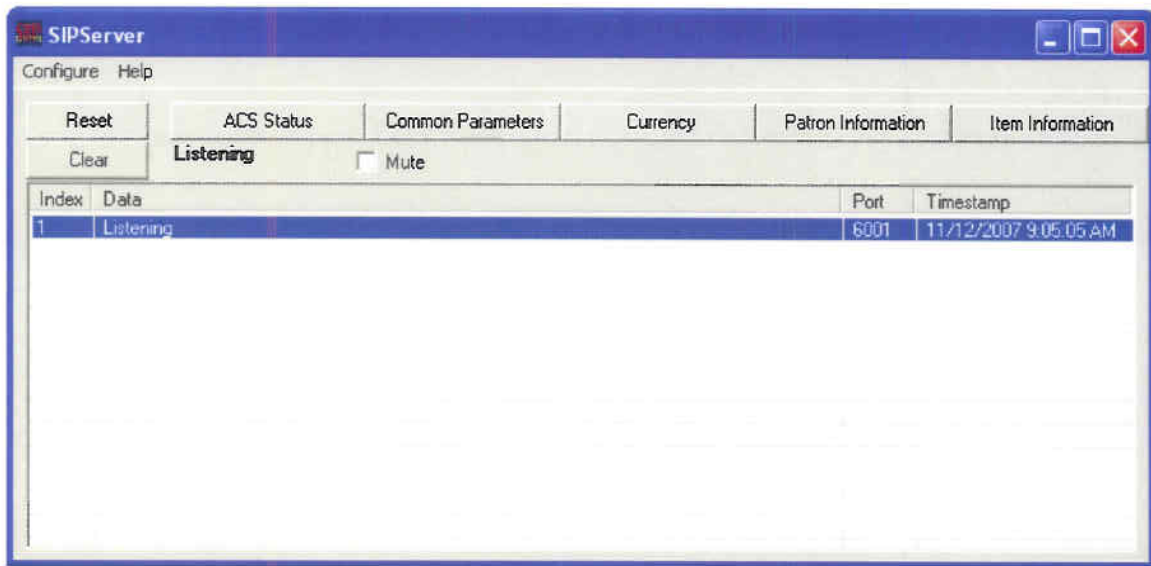 SIPServer
Configure Help
Reset ACS Status Common Parameters Currency Patron Information Item Information
Clear Listening Mute
Index Data Port Timestamp
1 Listening 6001 11/12/2007 9:05:05 AM